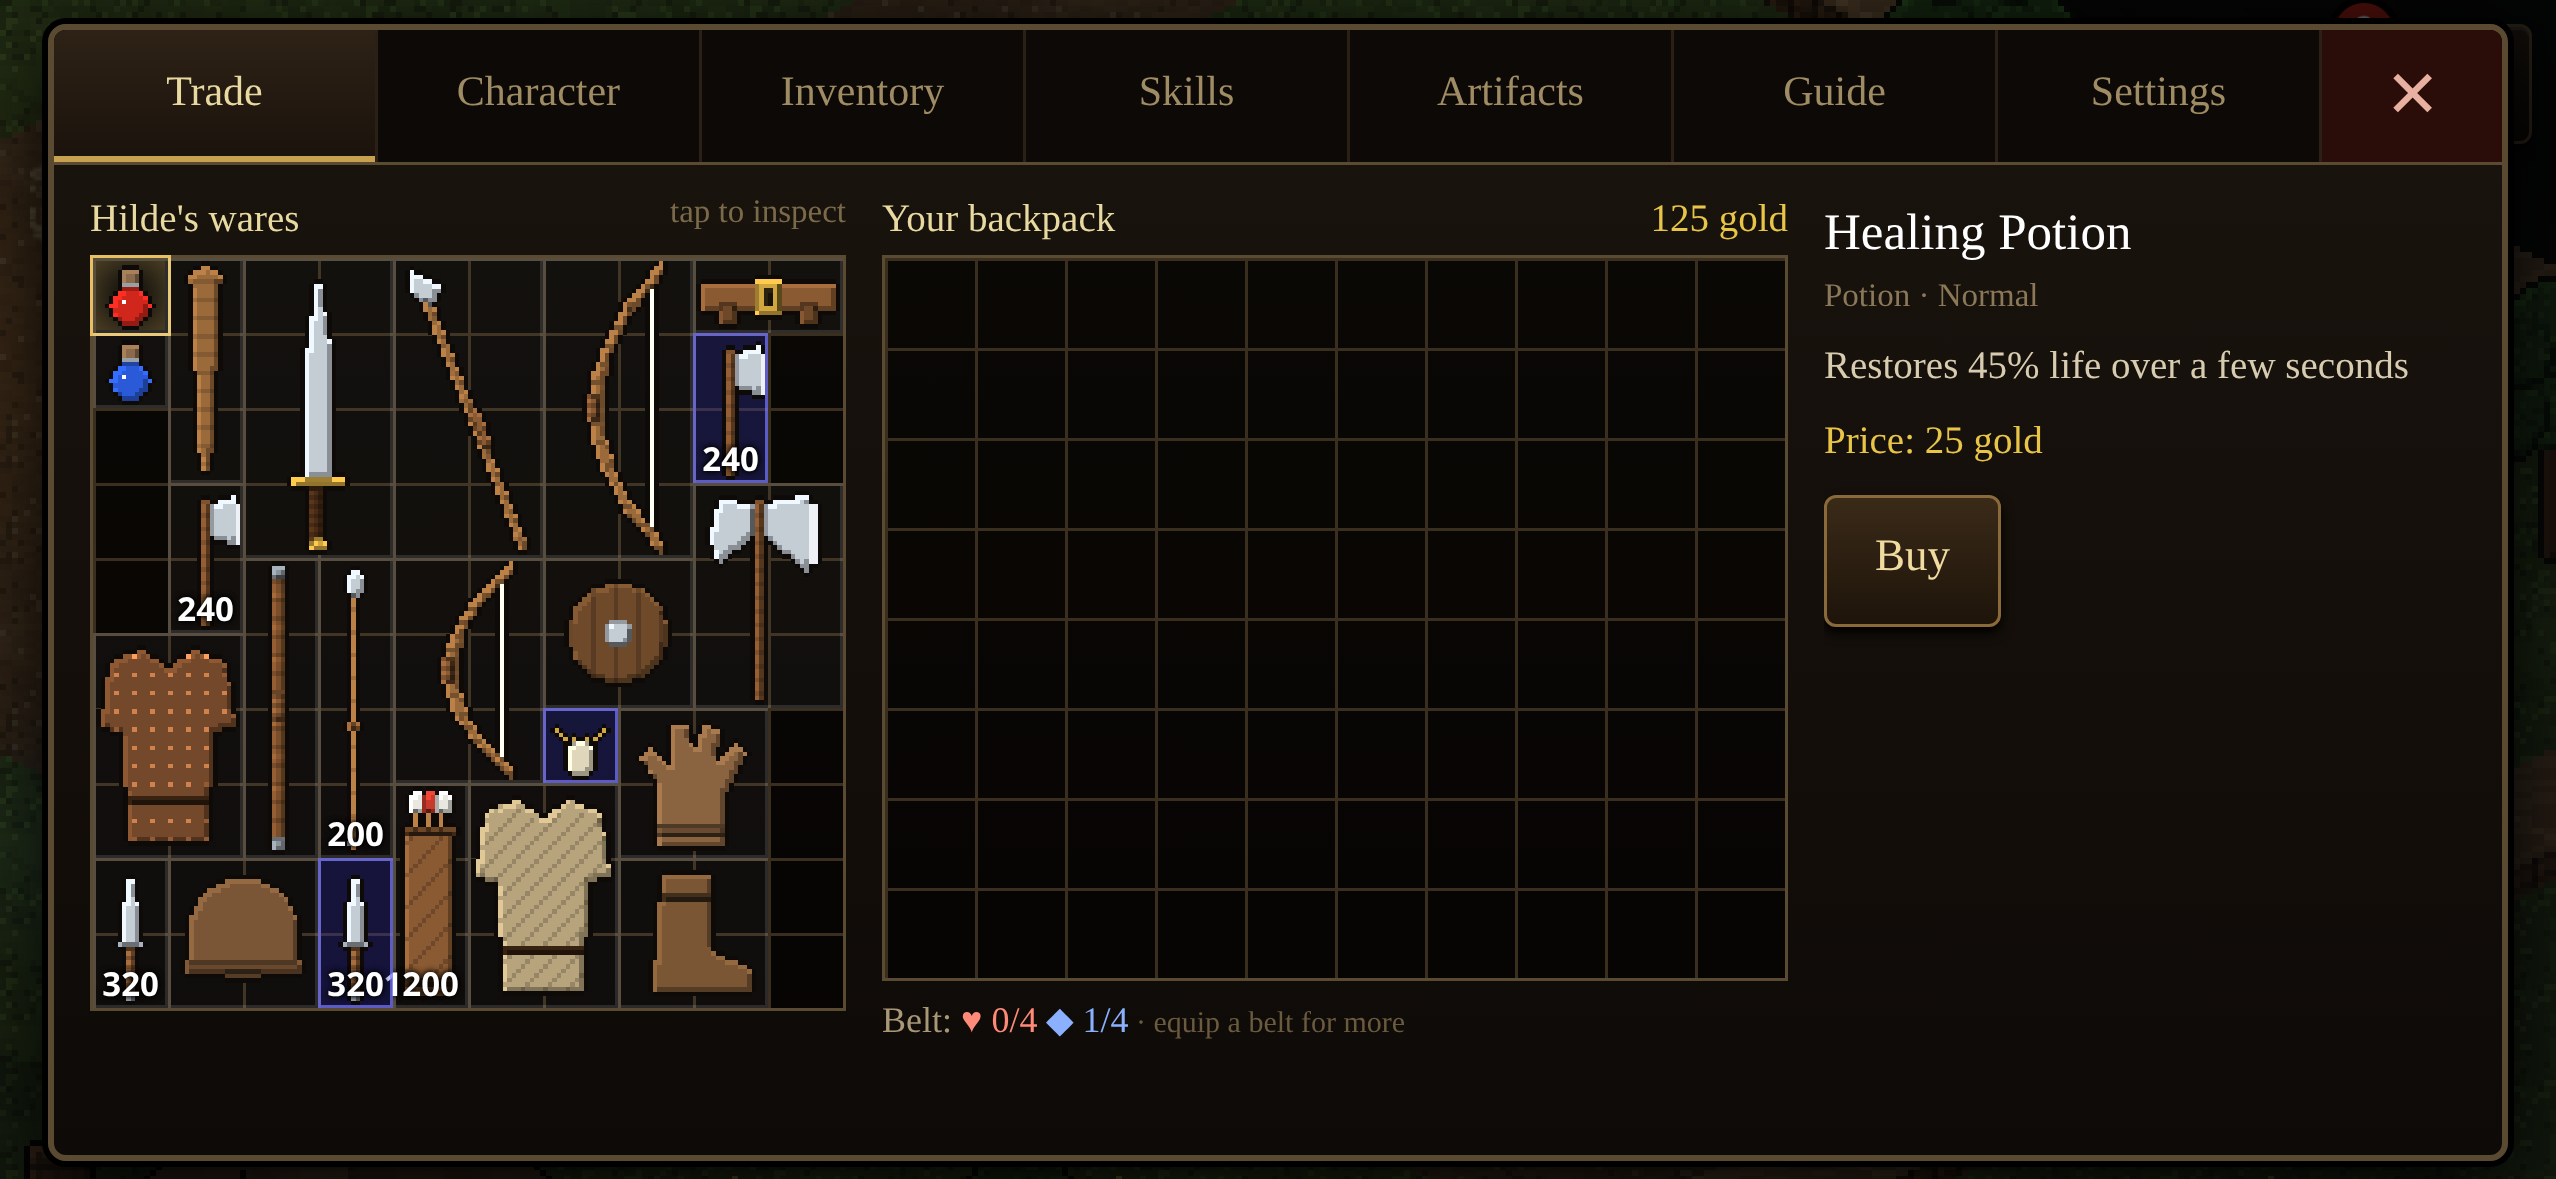 Trade Character Inventory Skills Artifacts Guide Settings ✕
Hilde's wares tap to inspect
240
240
200
320 320 1200
Your backpack 125 gold
Belt: ♥ 0/4 ◆ 1/4 · equip a belt for more
Healing Potion
Potion · Normal
Restores 45% life over a few seconds
Price: 25 gold
Buy